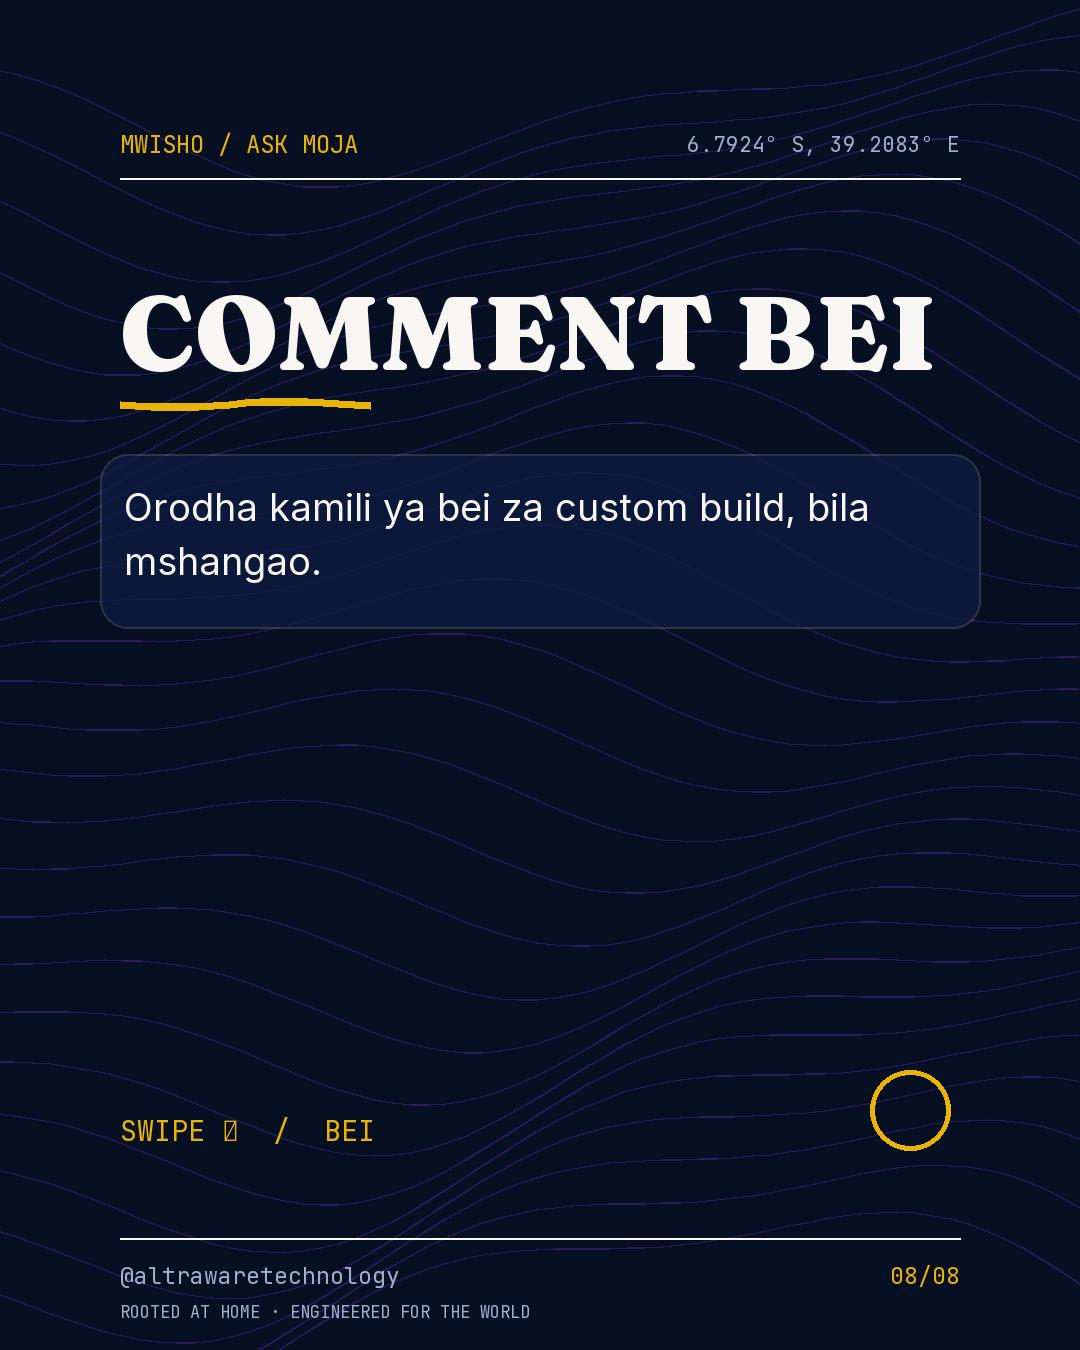 MWISHO / ASK MOJA
6.7924° S, 39.2083° E
COMMENT BEI
Orodha kamili ya bei za custom build, bila
mshangao.
SWIPE / BEI
@altrawaretechnology
08/08
ROOTED AT HOME · ENGINEERED FOR THE WORLD